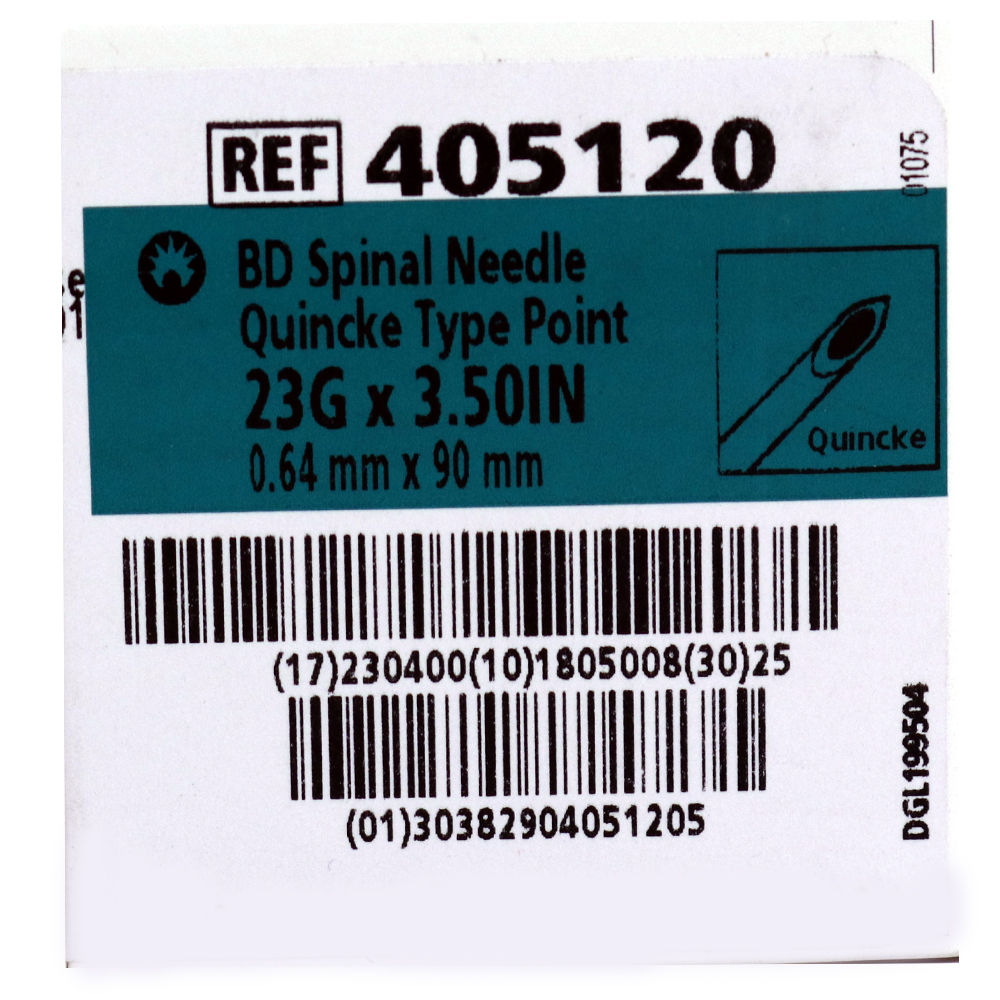 REF 405120
01075
BD Spinal Needle
Quincke Type Point
23G x 3.50IN
0.64 mm x 90 mm
Quincke
(17)230400(10)1805008(30)25
(01)30382904051205
DGL199504